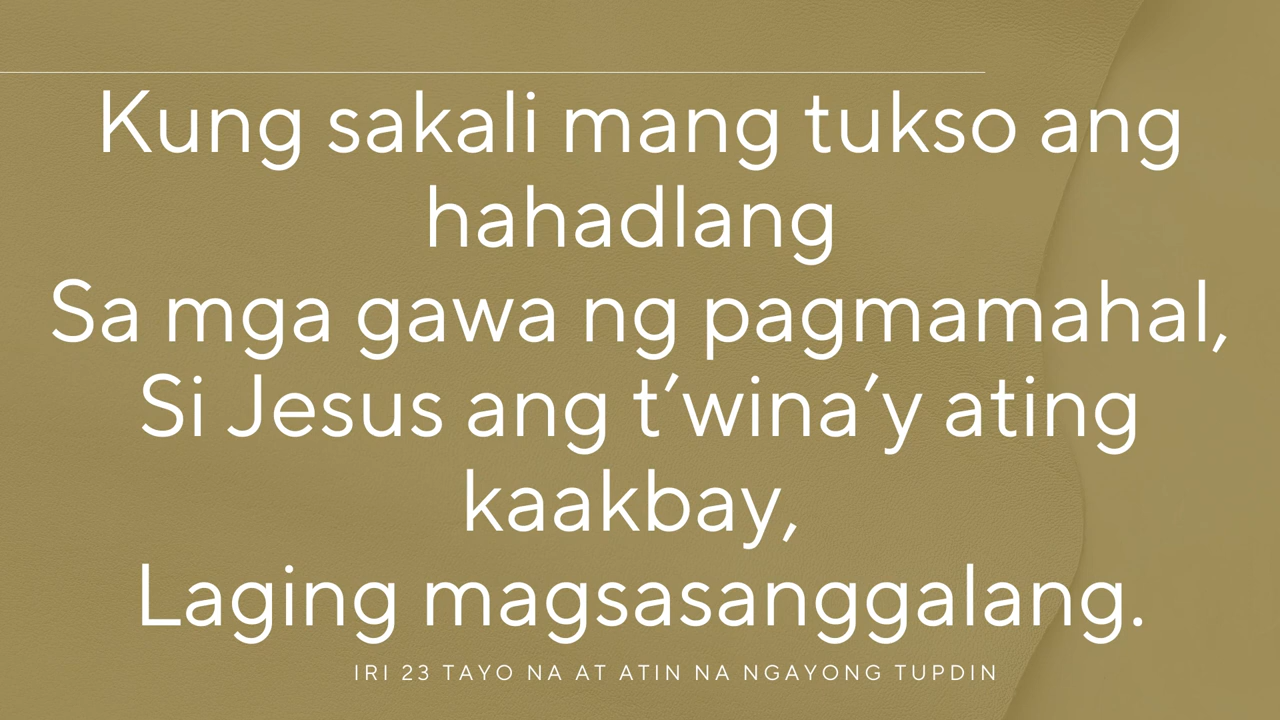 Kung sakali mang tukso ang
hahadlang
Sa mga gawa ng pagmamahal,
Si Jesus ang t’wina’y ating
kaakbay,
Laging magsasanggalang.
IRI 23 TAYO NA AT ATIN NA NGAYONG TUPDIN